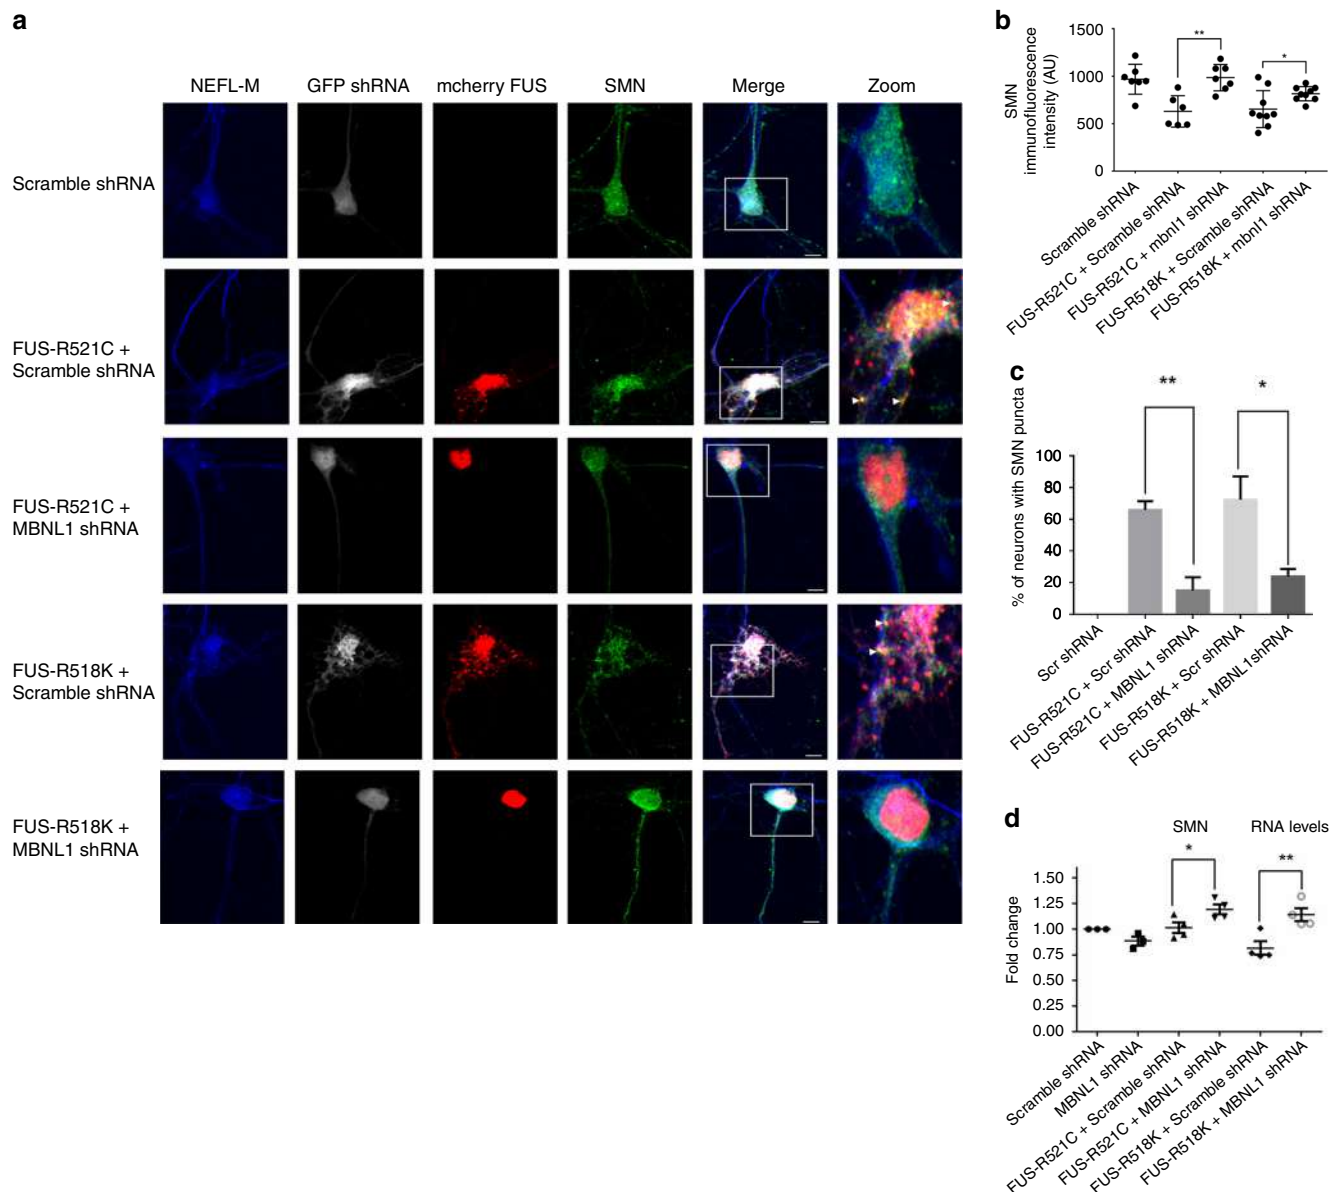 a
NEFL-M
GFP shRNA
mcherry FUS
SMN
Merge
Zoom
Scramble shRNA
FUS-R521C +
Scramble shRNA
FUS-R521C +
MBNL1 shRNA
FUS-R518K +
Scramble shRNA
FUS-R518K +
MBNL1 shRNA
b
SMN
immunofluorescence
intensity (AU)
1500
1000
500
0
**
*
Scramble shRNA
FUS-R521C + Scramble shRNA
FUS-R521C + mbnl1 shRNA
FUS-R518K + Scramble shRNA
FUS-R518K + mbnl1 shRNA
c
% of neurons with SMN puncta
100
80
60
40
20
0
**
*
Scr shRNA
FUS-R521C + Scr shRNA
FUS-R521C + MBNL1 shRNA
FUS-R518K + Scr shRNA
FUS-R518K + MBNL1shRNA
d
SMN
RNA levels
Fold change
1.50
1.25
1.00
0.75
0.50
0.25
0.00
*
**
Scramble shRNA
MBNL1 shRNA
FUS-R521C + Scramble shRNA
FUS-R521C + MBNL1 shRNA
FUS-R518K + Scramble shRNA
FUS-R518K + MBNL1 shRNA